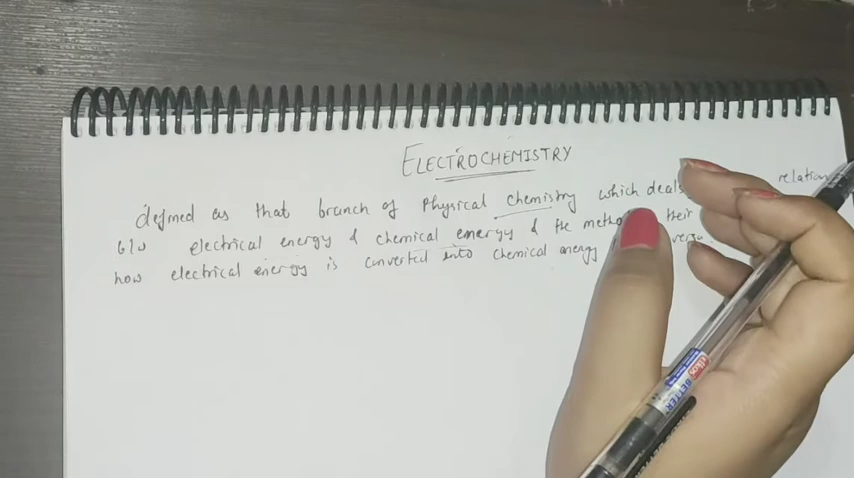 ELECTROCHEMISTRY
defined as that branch of Physical chemistry which deals relation
b/w electrical energy & chemical energy & the their
how electrical energy is converted into chemical energy
BETTER